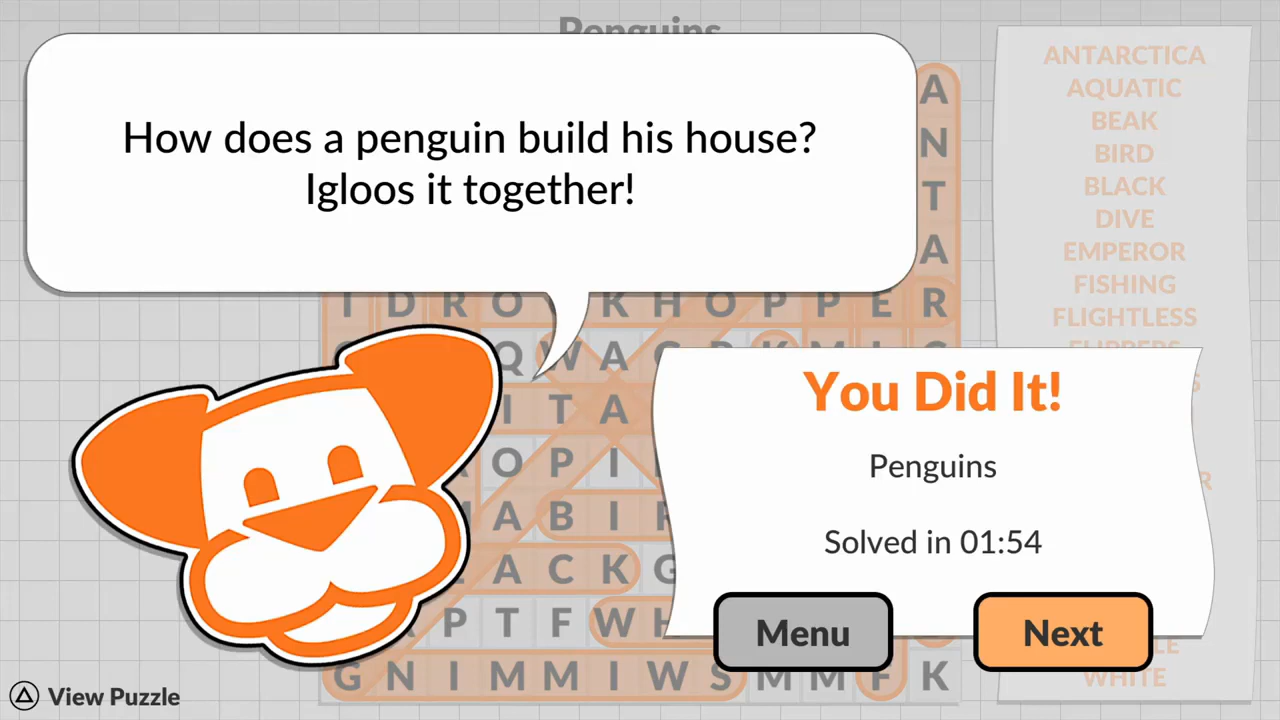 Penguins
How does a penguin build his house?
Igloos it together!
A
N
T
A
I D R O K H O P P E R
Q W A
I T A
O P I
A B I R
A C K G
P T F W H
G N I M M I W S M M F K
ANTARCTICA
AQUATIC
BEAK
BIRD
BLACK
DIVE
EMPEROR
FISHING
FLIGHTLESS
FLIPPERS
WHITE
You Did It!
Penguins
Solved in 01:54
Menu
Next
View Puzzle